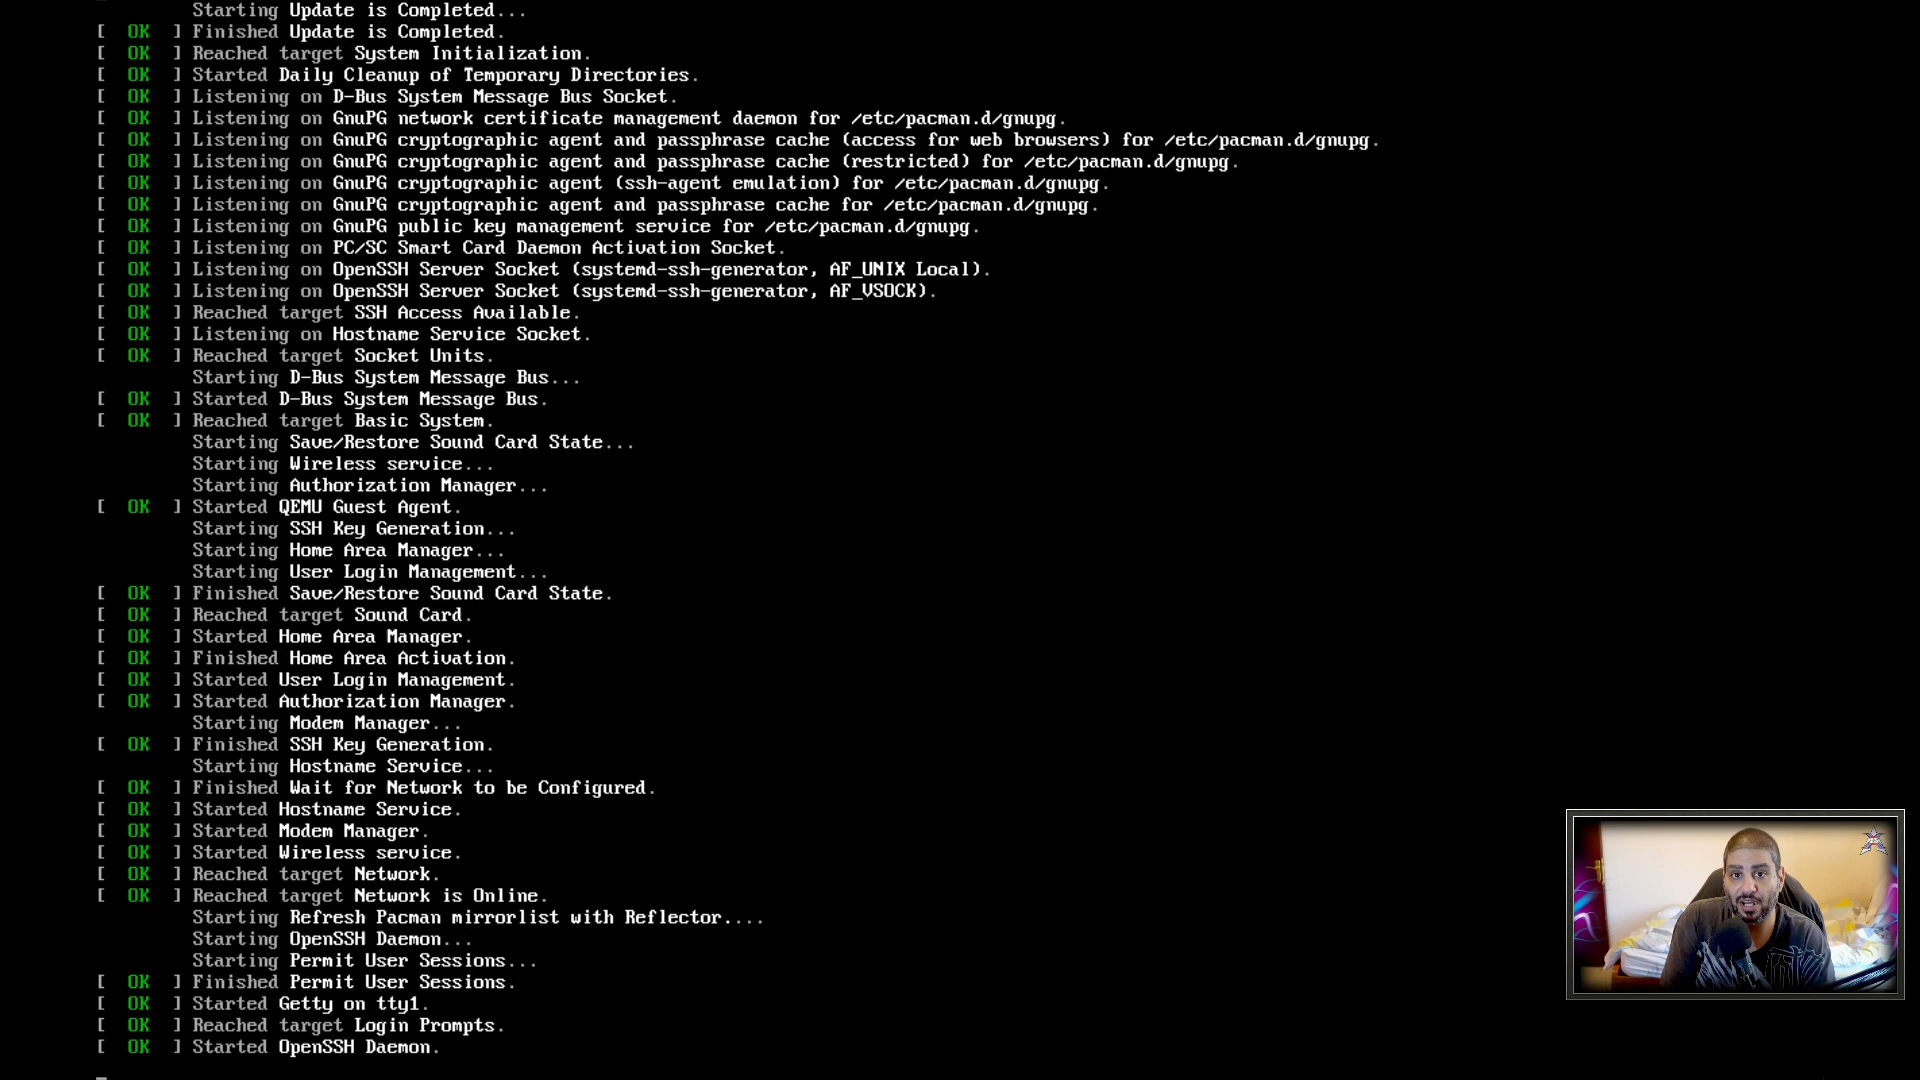 Starting Update is Completed...
[  OK  ] Finished Update is Completed.
[  OK  ] Reached target System Initialization.
[  OK  ] Started Daily Cleanup of Temporary Directories.
[  OK  ] Listening on D-Bus System Message Bus Socket.
[  OK  ] Listening on GnuPG network certificate management daemon for /etc/pacman.d/gnupg.
[  OK  ] Listening on GnuPG cryptographic agent and passphrase cache (access for web browsers) for /etc/pacman.d/gnupg.
[  OK  ] Listening on GnuPG cryptographic agent and passphrase cache (restricted) for /etc/pacman.d/gnupg.
[  OK  ] Listening on GnuPG cryptographic agent (ssh-agent emulation) for /etc/pacman.d/gnupg.
[  OK  ] Listening on GnuPG cryptographic agent and passphrase cache for /etc/pacman.d/gnupg.
[  OK  ] Listening on GnuPG public key management service for /etc/pacman.d/gnupg.
[  OK  ] Listening on PC/SC Smart Card Daemon Activation Socket.
[  OK  ] Listening on OpenSSH Server Socket (systemd-ssh-generator, AF_UNIX Local).
[  OK  ] Listening on OpenSSH Server Socket (systemd-ssh-generator, AF_VSOCK).
[  OK  ] Reached target SSH Access Available.
[  OK  ] Listening on Hostname Service Socket.
[  OK  ] Reached target Socket Units.
Starting D-Bus System Message Bus...
[  OK  ] Started D-Bus System Message Bus.
[  OK  ] Reached target Basic System.
Starting Save/Restore Sound Card State...
Starting Wireless service...
Starting Authorization Manager...
[  OK  ] Started QEMU Guest Agent.
Starting SSH Key Generation...
Starting Home Area Manager...
Starting User Login Management...
[  OK  ] Finished Save/Restore Sound Card State.
[  OK  ] Reached target Sound Card.
[  OK  ] Started Home Area Manager.
[  OK  ] Finished Home Area Activation.
[  OK  ] Started User Login Management.
[  OK  ] Started Authorization Manager.
Starting Modem Manager...
[  OK  ] Finished SSH Key Generation.
Starting Hostname Service...
[  OK  ] Finished Wait for Network to be Configured.
[  OK  ] Started Hostname Service.
[  OK  ] Started Modem Manager.
[  OK  ] Started Wireless service.
[  OK  ] Reached target Network.
[  OK  ] Reached target Network is Online.
Starting Refresh Pacman mirrorlist with Reflector....
Starting OpenSSH Daemon...
Starting Permit User Sessions...
[  OK  ] Finished Permit User Sessions.
[  OK  ] Started Getty on tty1.
[  OK  ] Reached target Login Prompts.
[  OK  ] Started OpenSSH Daemon.